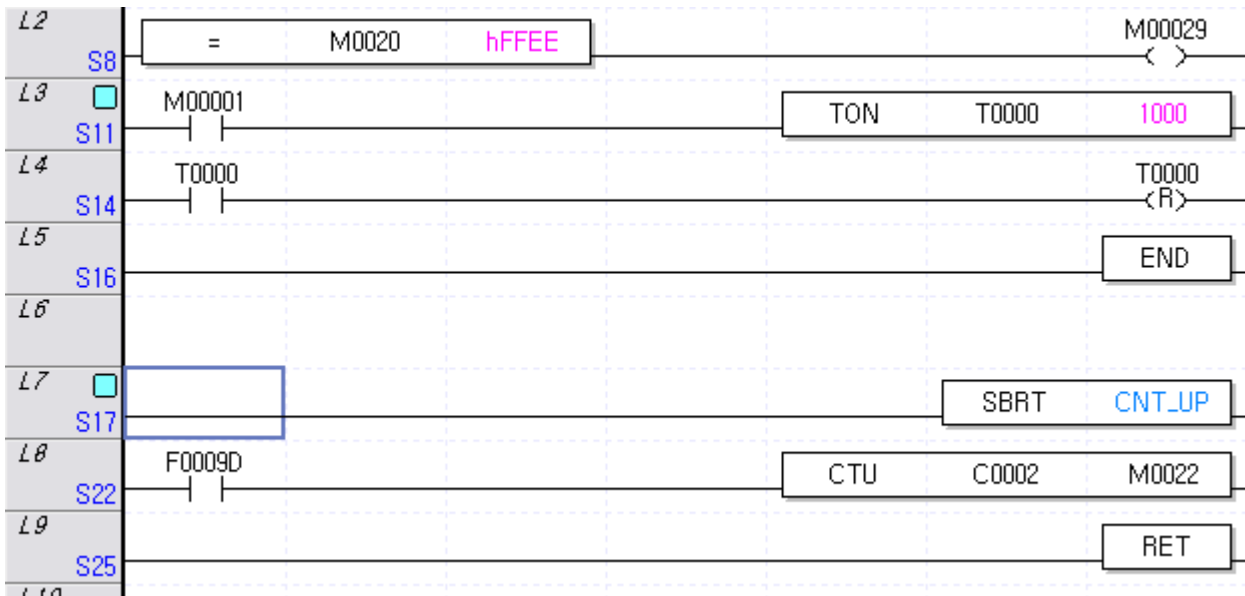 L2
S8
= M0020 hFFEE
M00029
L3
S11
M00001
TON T0000 1000
L4
S14
T0000
T0000
R
L5
S16
END
L6
L7
S17
SBRT CNT_UP
L8
S22
F0009D
CTU C0002 M0022
L9
S25
RET
L10